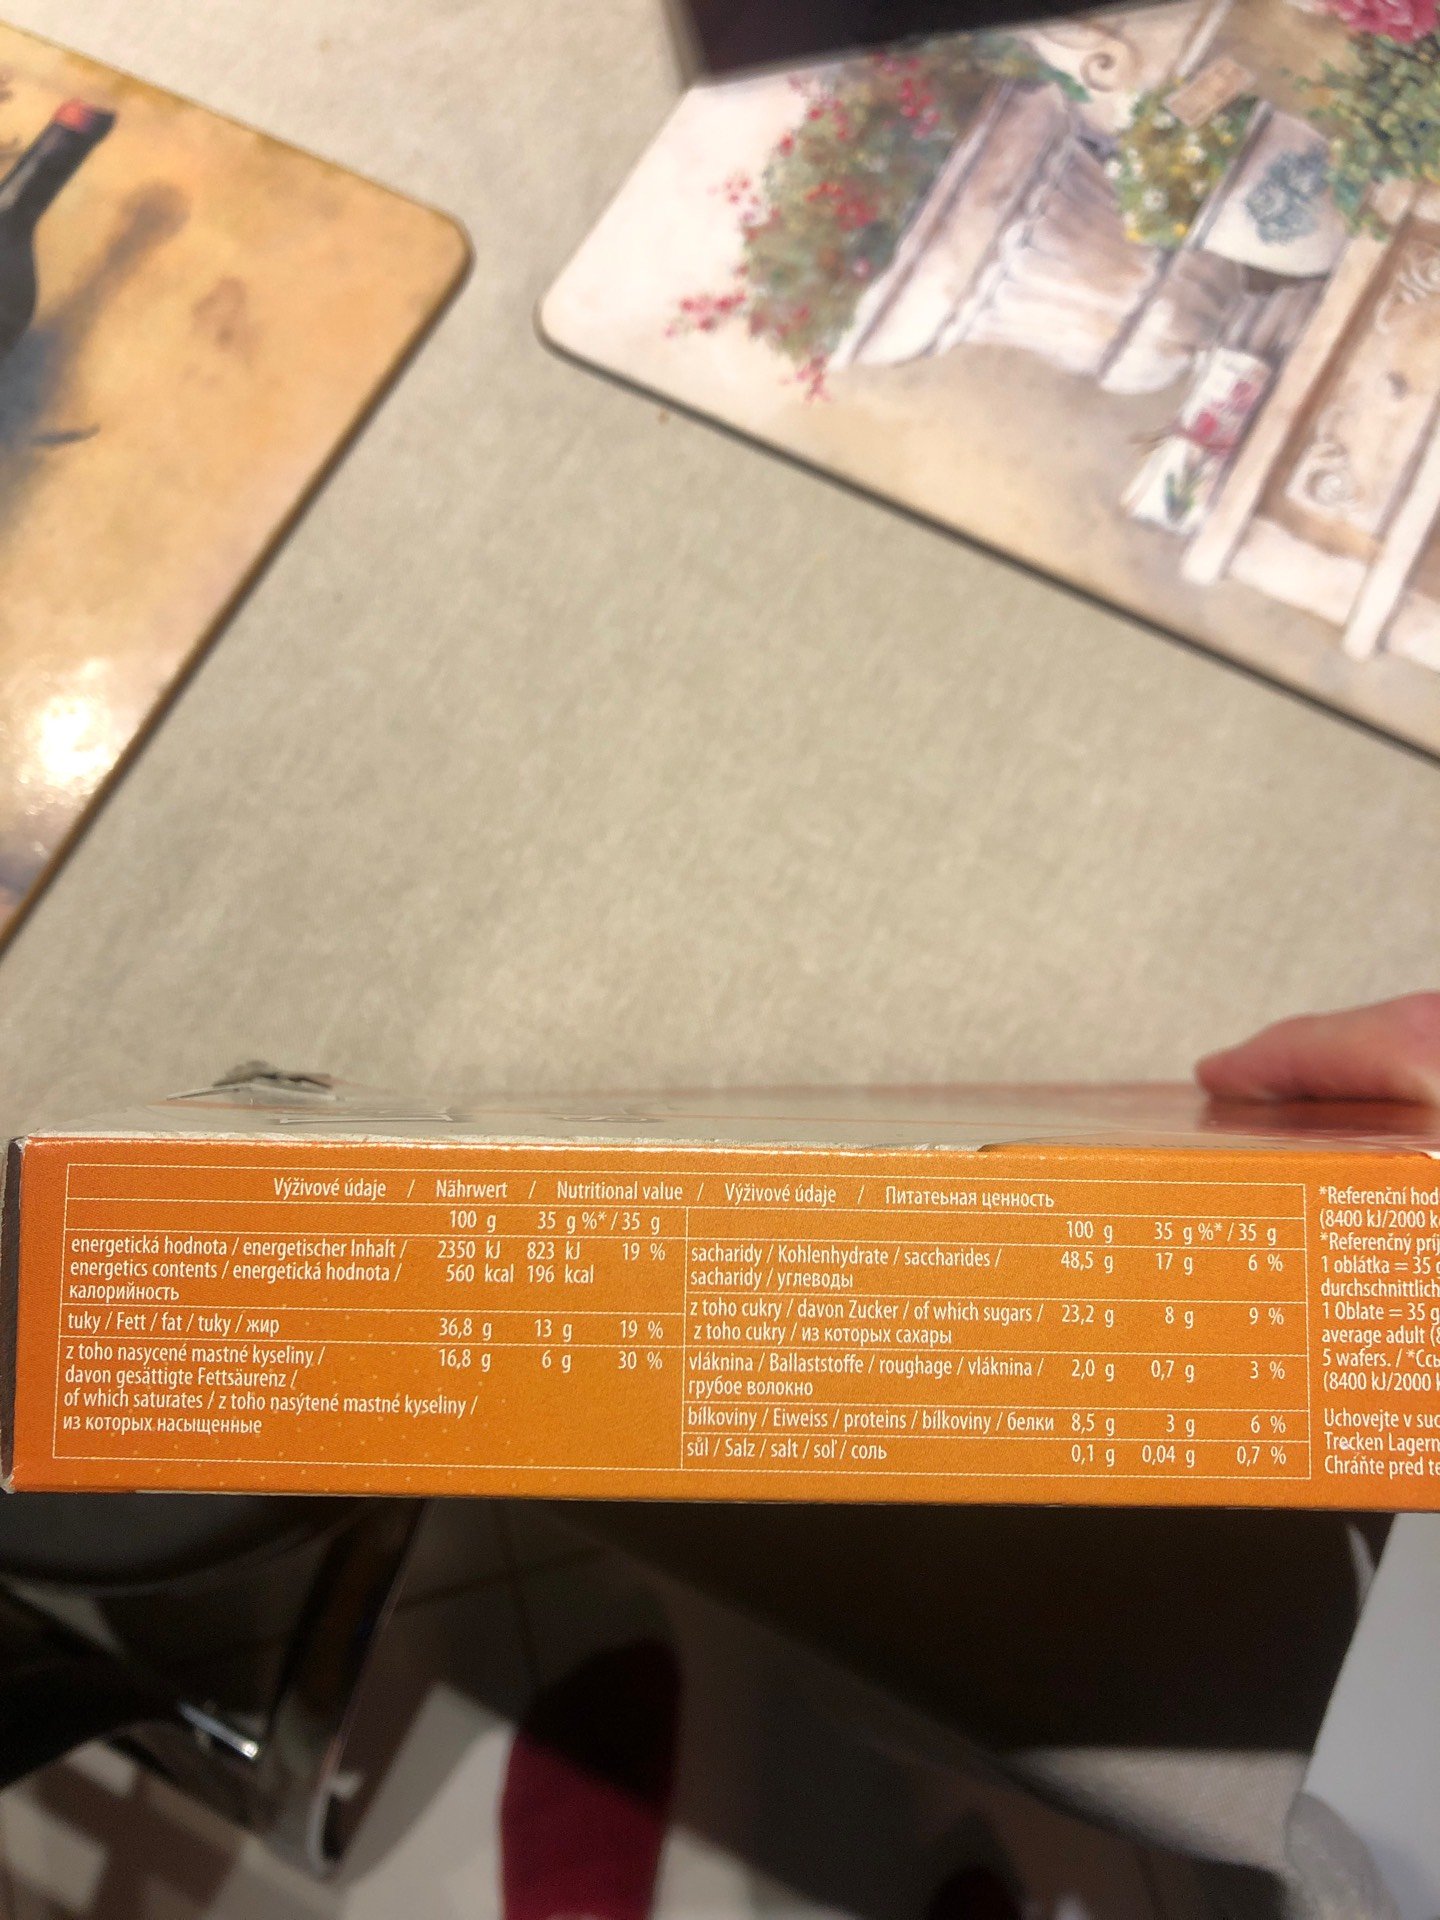 Výživové údaje / Nährwert / Nutritional value / Výživové údaje / Питатеьная ценность
100 g 35 g %* / 35 g
energetická hodnota / energetischer Inhalt / 2350 kJ 823 kJ 19 %
energetics contents / energetická hodnota / 560 kcal 196 kcal
калорийность
tuky / Fett / fat / tuky / жир 36,8 g 13 g 19 %
z toho nasycené mastné kyseliny / 16,8 g 6 g 30 %
davon gesättigte Fettsäurenz /
of which saturates / z toho nasýtené mastné kyseliny /
из которых насыщенные
100 g 35 g %* / 35 g
sacharidy / Kohlenhydrate / saccharides / 48,5 g 17 g 6 %
sacharidy / углеводы
z toho cukry / davon Zucker / of which sugars / 23,2 g 8 g 9 %
z toho cukry / из которых сахары
vláknina / Ballaststoffe / roughage / vláknina / 2,0 g 0,7 g 3 %
грубое волокно
bílkoviny / Eiweiss / proteins / bílkoviny / белки 8,5 g 3 g 6 %
sůl / Salz / salt / soľ / соль 0,1 g 0,04 g 0,7 %
*Referenční hod
(8400 kJ/2000 k
*Referenčný príj
1 oblátka = 35 g
durchschnittlich
1 Oblate = 35 g
average adult (8
5 wafers. / *Ссы
(8400 kJ/2000 k
Uchovejte v suc
Trecken Lagern
Chráňte pred te